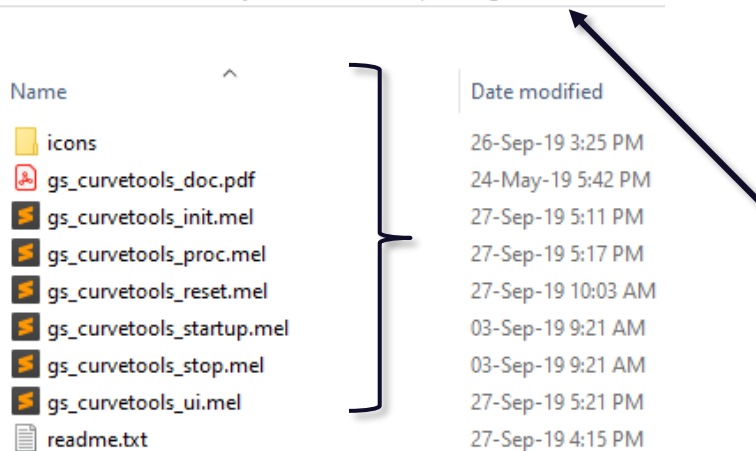 Name Date modified
icons 26-Sep-19 3:25 PM
gs_curvetools_doc.pdf 24-May-19 5:42 PM
gs_curvetools_init.mel 27-Sep-19 5:11 PM
gs_curvetools_proc.mel 27-Sep-19 5:17 PM
gs_curvetools_reset.mel 27-Sep-19 10:03 AM
gs_curvetools_startup.mel 03-Sep-19 9:21 AM
gs_curvetools_stop.mel 03-Sep-19 9:21 AM
gs_curvetools_ui.mel 27-Sep-19 5:21 PM
readme.txt 27-Sep-19 4:15 PM